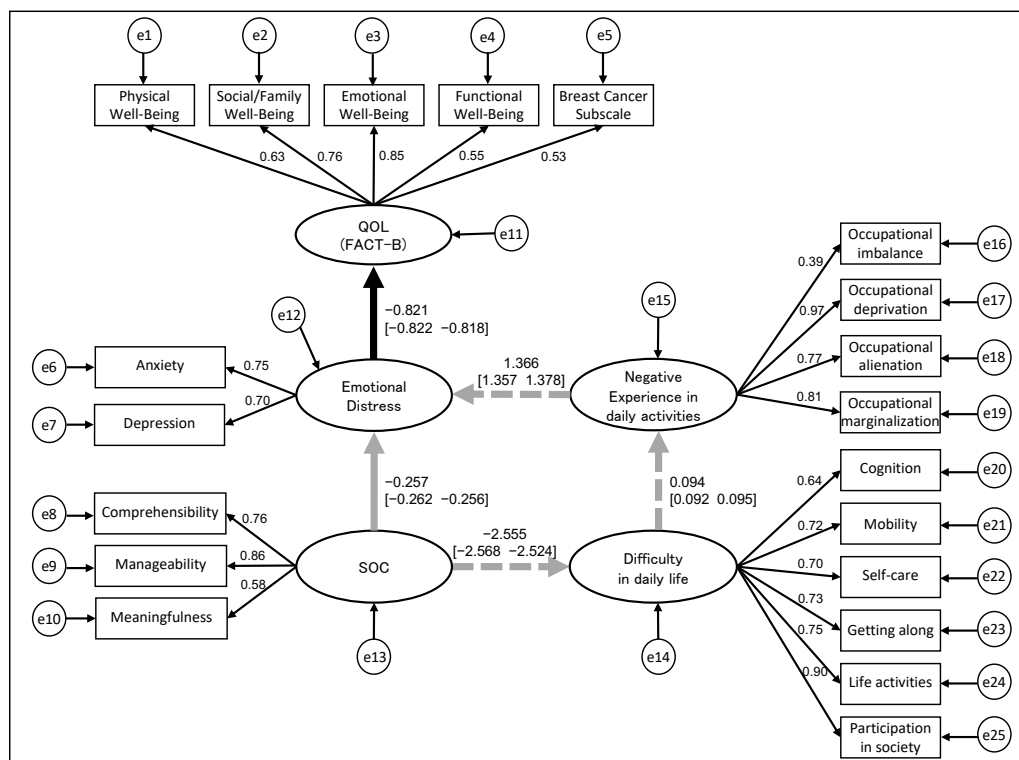 e1
e2
e3
e4
e5
Physical
Well-Being
Social/Family
Well-Being
Emotional
Well-Being
Functional
Well-Being
Breast Cancer
Subscale
0.63
0.76
0.85
0.55
0.53
QOL
(FACT-B)
e11
−0.821
[−0.822 −0.818]
e12
e15
e6
Anxiety
0.75
e7
Depression
0.70
Emotional
Distress
1.366
[1.357 1.378]
Negative
Experience in
daily activities
0.39
Occupational
imbalance
e16
0.97
Occupational
deprivation
e17
0.77
Occupational
alienation
e18
0.81
Occupational
marginalization
e19
−0.257
[−0.262 −0.256]
0.094
[0.092 0.095]
e8
Comprehensibility
0.76
e9
Manageability
0.86
e10
Meaningfulness
0.58
SOC
−2.555
[−2.568 −2.524]
Difficulty
in daily life
e13
e14
0.64
Cognition
e20
0.72
Mobility
e21
0.70
Self-care
e22
0.73
Getting along
e23
0.75
Life activities
e24
0.90
Participation
in society
e25